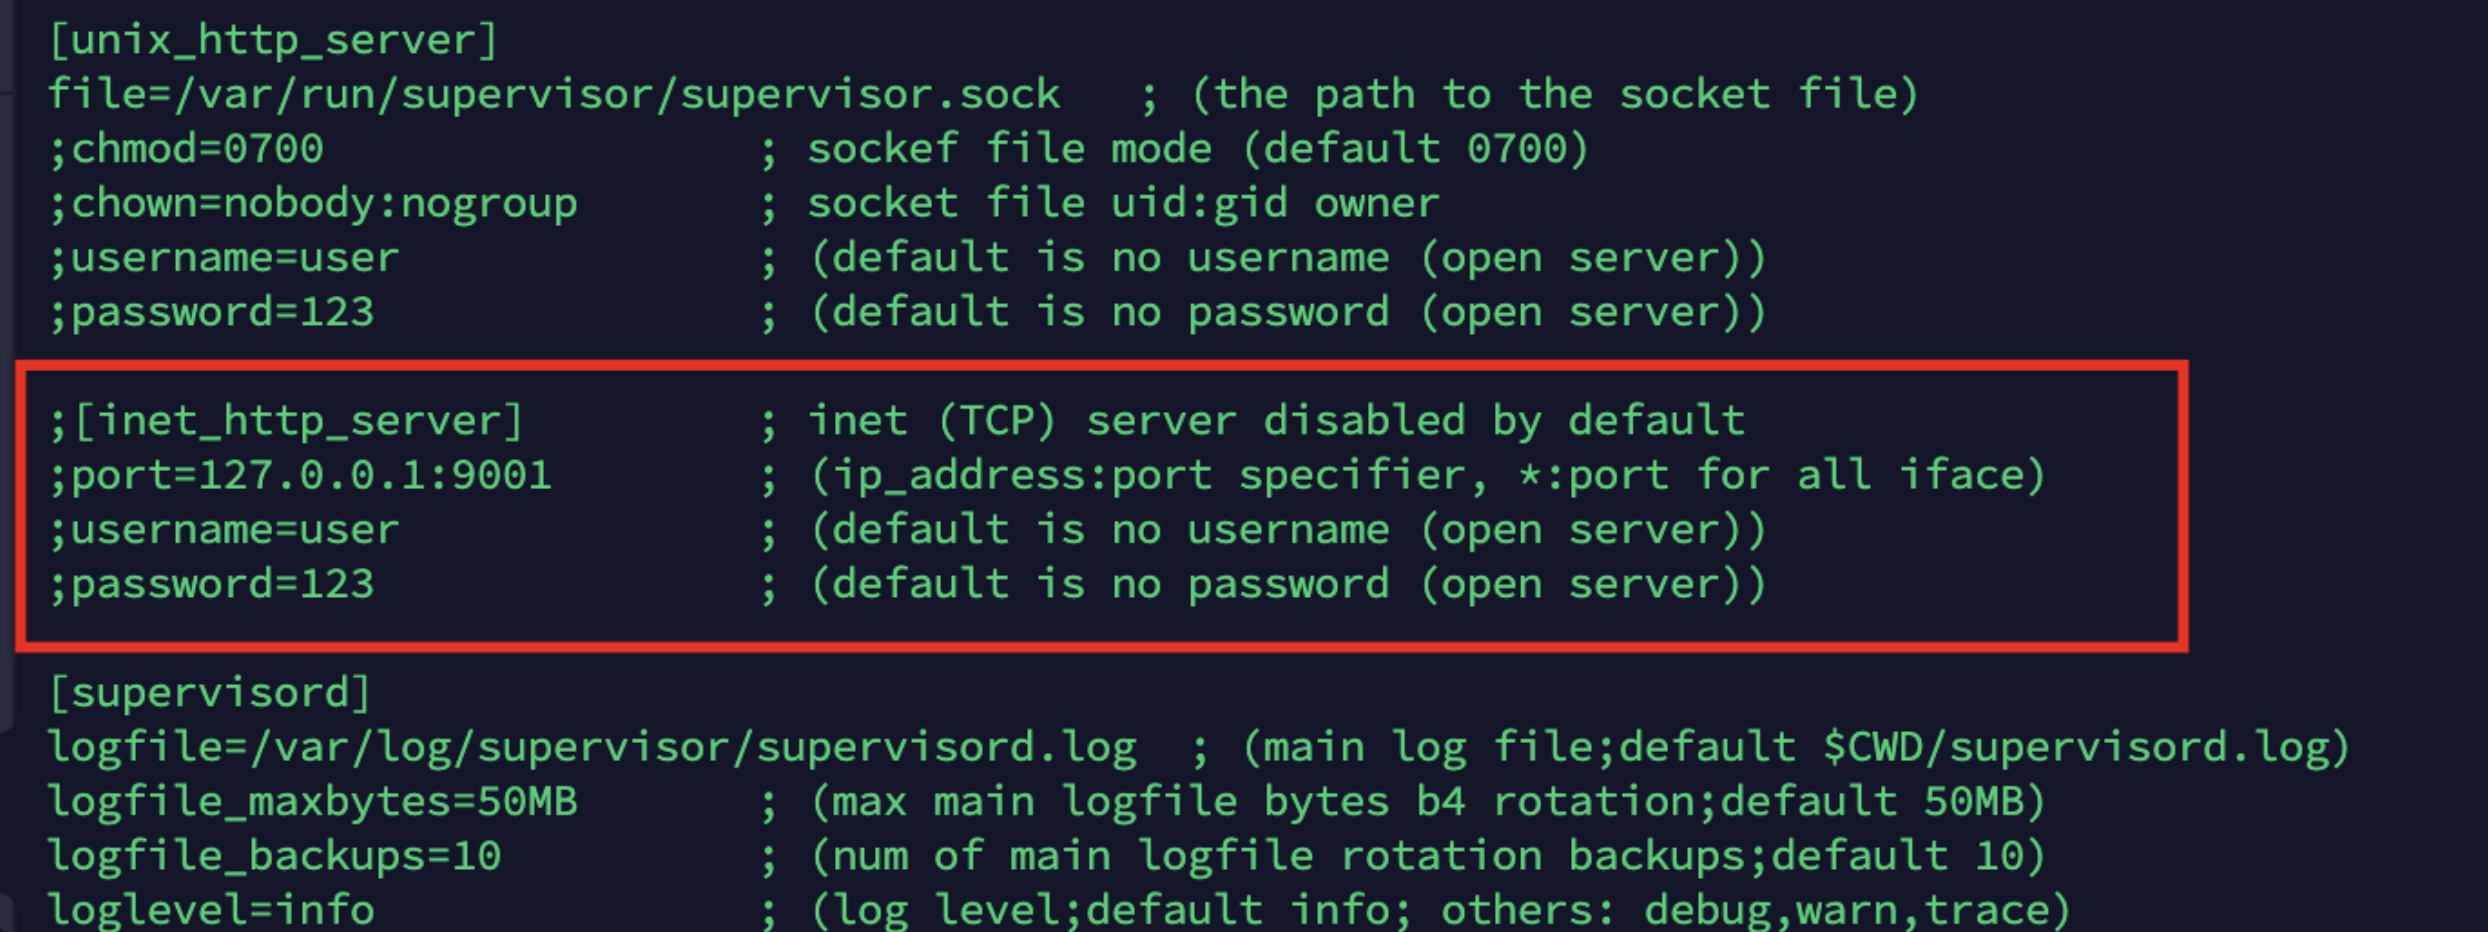 [unix_http_server]
file=/var/run/supervisor/supervisor.sock   ; (the path to the socket file)
;chmod=0700                 ; sockef file mode (default 0700)
;chown=nobody:nogroup       ; socket file uid:gid owner
;username=user              ; (default is no username (open server))
;password=123               ; (default is no password (open server))
;[inet_http_server]         ; inet (TCP) server disabled by default
;port=127.0.0.1:9001        ; (ip_address:port specifier, *:port for all iface)
;username=user              ; (default is no username (open server))
;password=123               ; (default is no password (open server))
[supervisord]
logfile=/var/log/supervisor/supervisord.log  ; (main log file;default $CWD/supervisord.log)
logfile_maxbytes=50MB       ; (max main logfile bytes b4 rotation;default 50MB)
logfile_backups=10          ; (num of main logfile rotation backups;default 10)
loglevel=info               ; (log level;default info; others: debug,warn,trace)